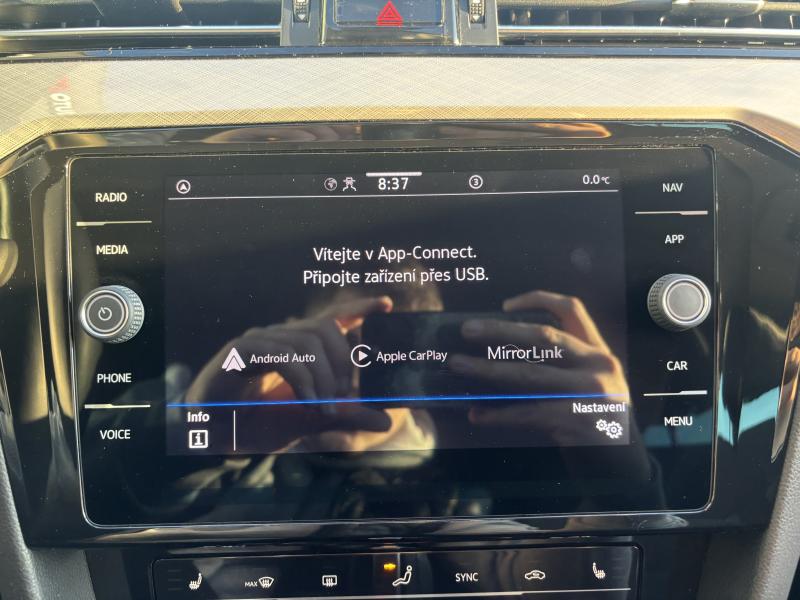 8:37
3
0.0°C
RADIO
MEDIA
PHONE
VOICE
Vítejte v App-Connect.
Připojte zařízení přes USB.
Android Auto
Apple CarPlay
MirrorLink
Info
Nastavení
NAV
APP
CAR
MENU
MAX
SYNC